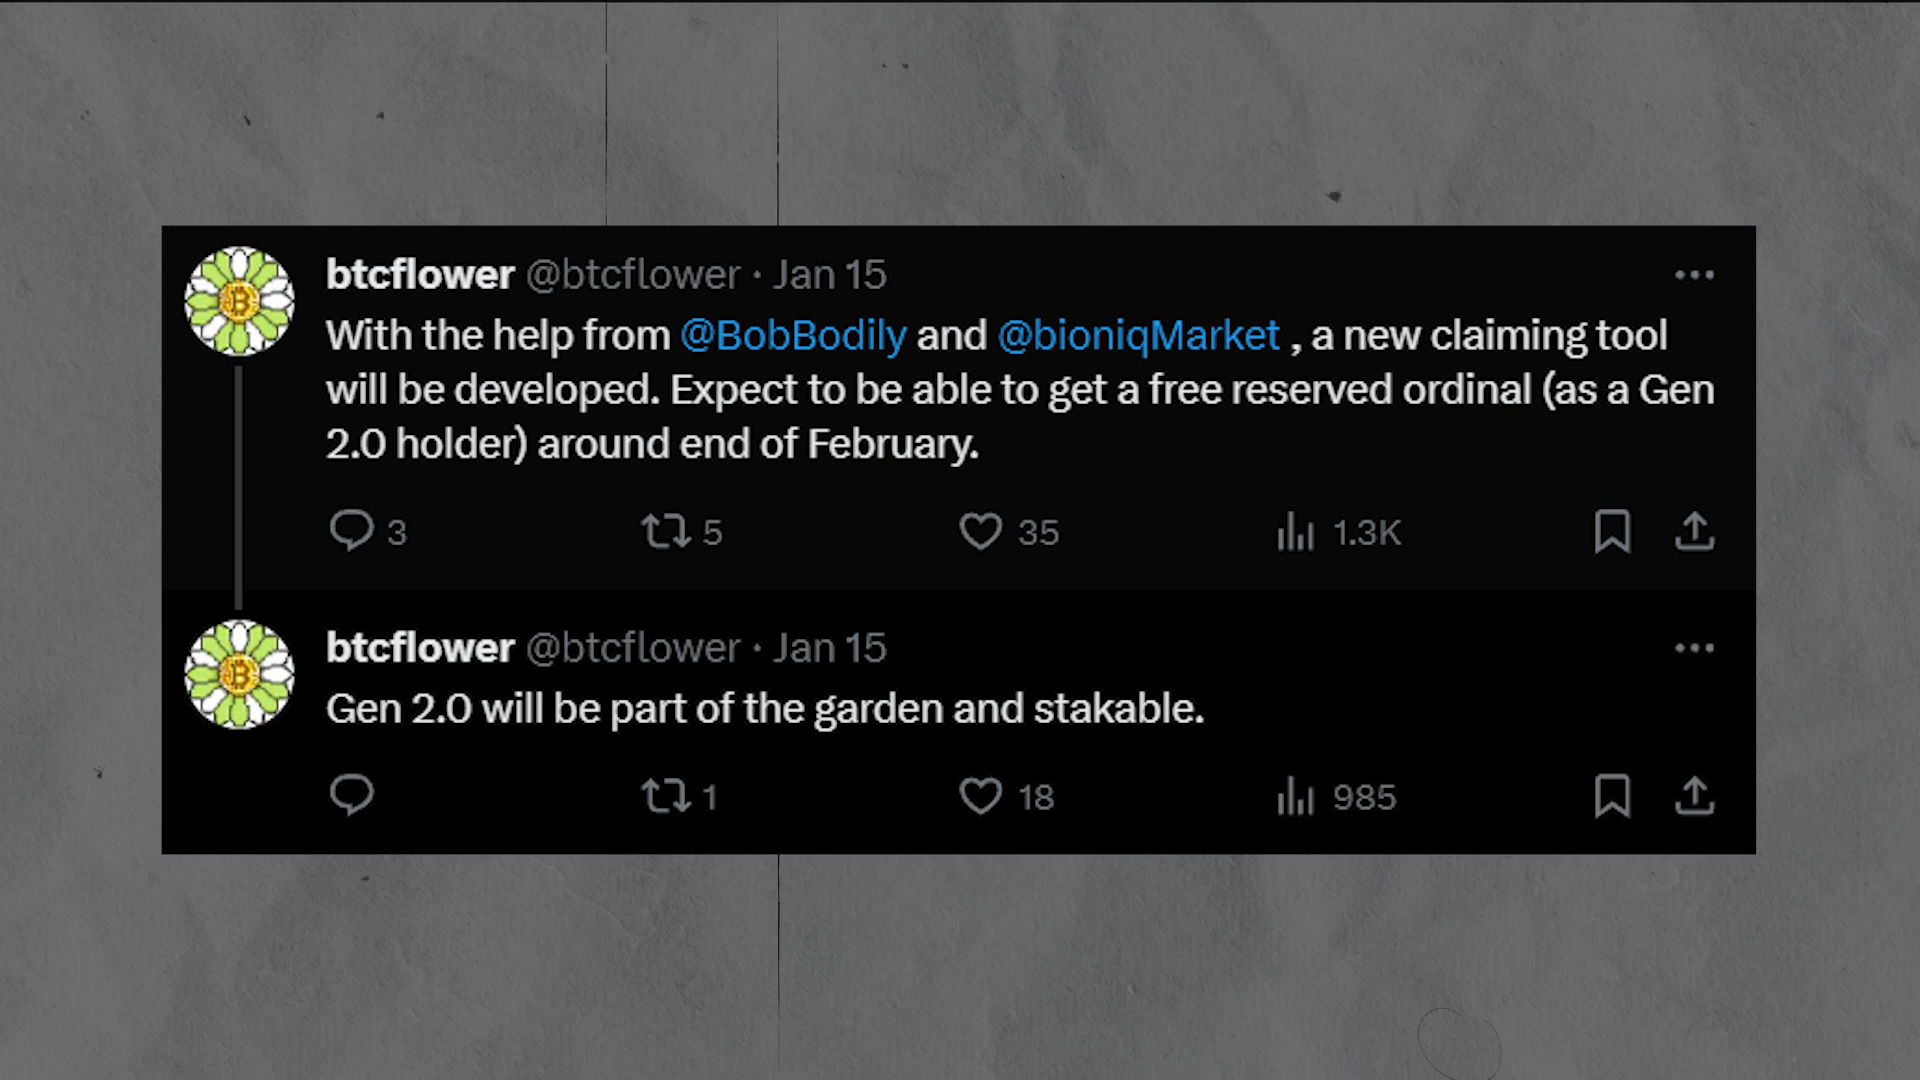 btcflower @btcflower · Jan 15
With the help from @BobBodily and @bioniqMarket , a new claiming tool
will be developed. Expect to be able to get a free reserved ordinal (as a Gen
2.0 holder) around end of February.
3 5 35 1.3K
btcflower @btcflower · Jan 15
Gen 2.0 will be part of the garden and stakable.
1 18 985